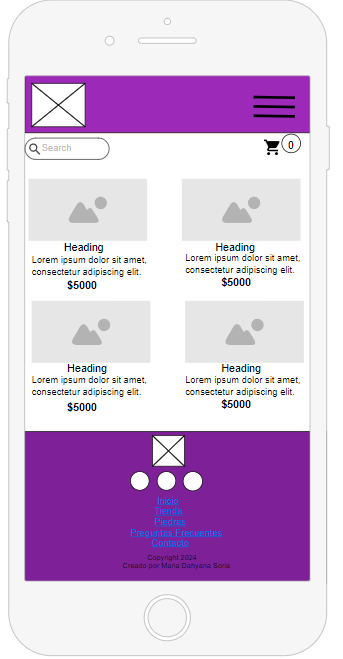 Search
0
Heading
Lorem ipsum dolor sit amet,
consectetur adipiscing elit.
$5000
Heading
Lorem ipsum dolor sit amet,
consectetur adipiscing elit.
$5000
Heading
Lorem ipsum dolor sit amet,
consectetur adipiscing elit.
$5000
Heading
Lorem ipsum dolor sit amet,
consectetur adipiscing elit.
$5000
Inicio
Tienda
Piedras
Preguntas Frecuentes
Contacto
Copyright 2024
Creado por Maria Dahyana Soria